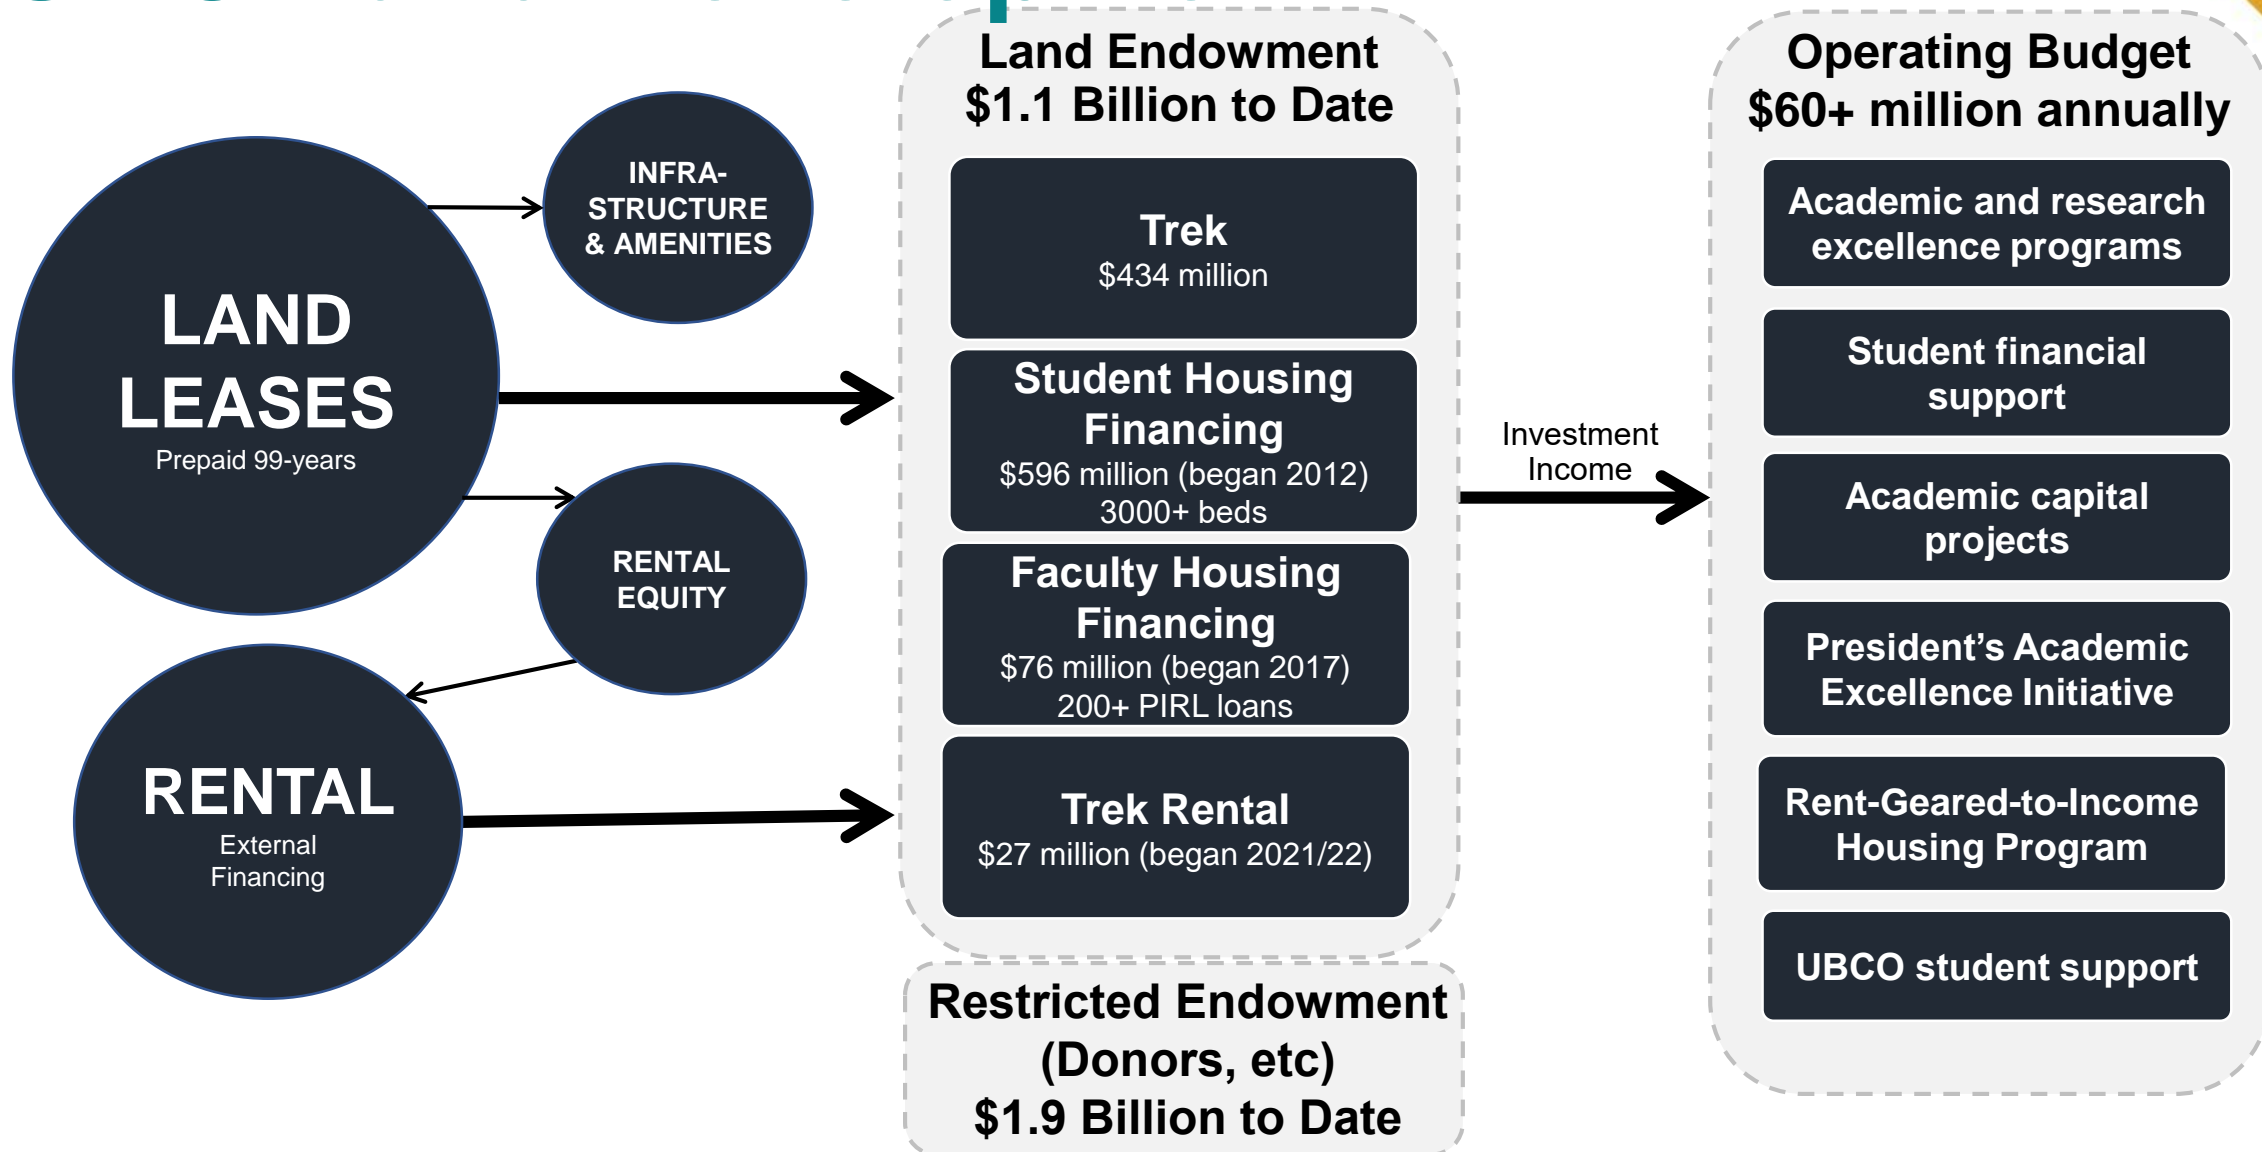 LAND
LEASES
Prepaid 99-years
INFRA-
STRUCTURE
& AMENITIES
RENTAL
EQUITY
RENTAL
External
Financing
Land Endowment
$1.1 Billion to Date
Trek
$434 million
Student Housing
Financing
$596 million (began 2012)
3000+ beds
Faculty Housing
Financing
$76 million (began 2017)
200+ PIRL loans
Trek Rental
$27 million (began 2021/22)
Restricted Endowment
(Donors, etc)
$1.9 Billion to Date
Investment
Income
Operating Budget
$60+ million annually
Academic and research
excellence programs
Student financial
support
Academic capital
projects
President’s Academic
Excellence Initiative
Rent-Geared-to-Income
Housing Program
UBCO student support